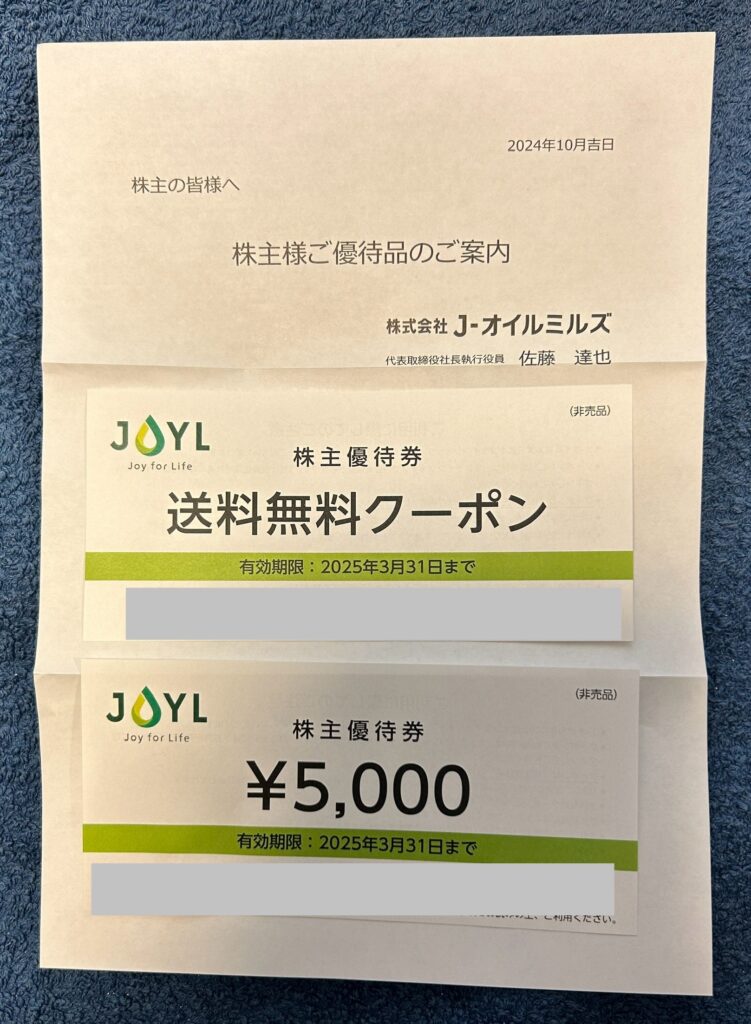 2024年10月吉日
株主の皆様へ
株主様ご優待品のご案内
株式会社 J-オイルミルズ
代表取締役社長執行役員 佐藤 達也
JOYL
Joy for Life
(非売品)
株主優待券
送料無料クーポン
有効期限：2025年3月31日まで
JOYL
Joy for Life
(非売品)
株主優待券
¥5,000
有効期限：2025年3月31日まで
ご利用ください。